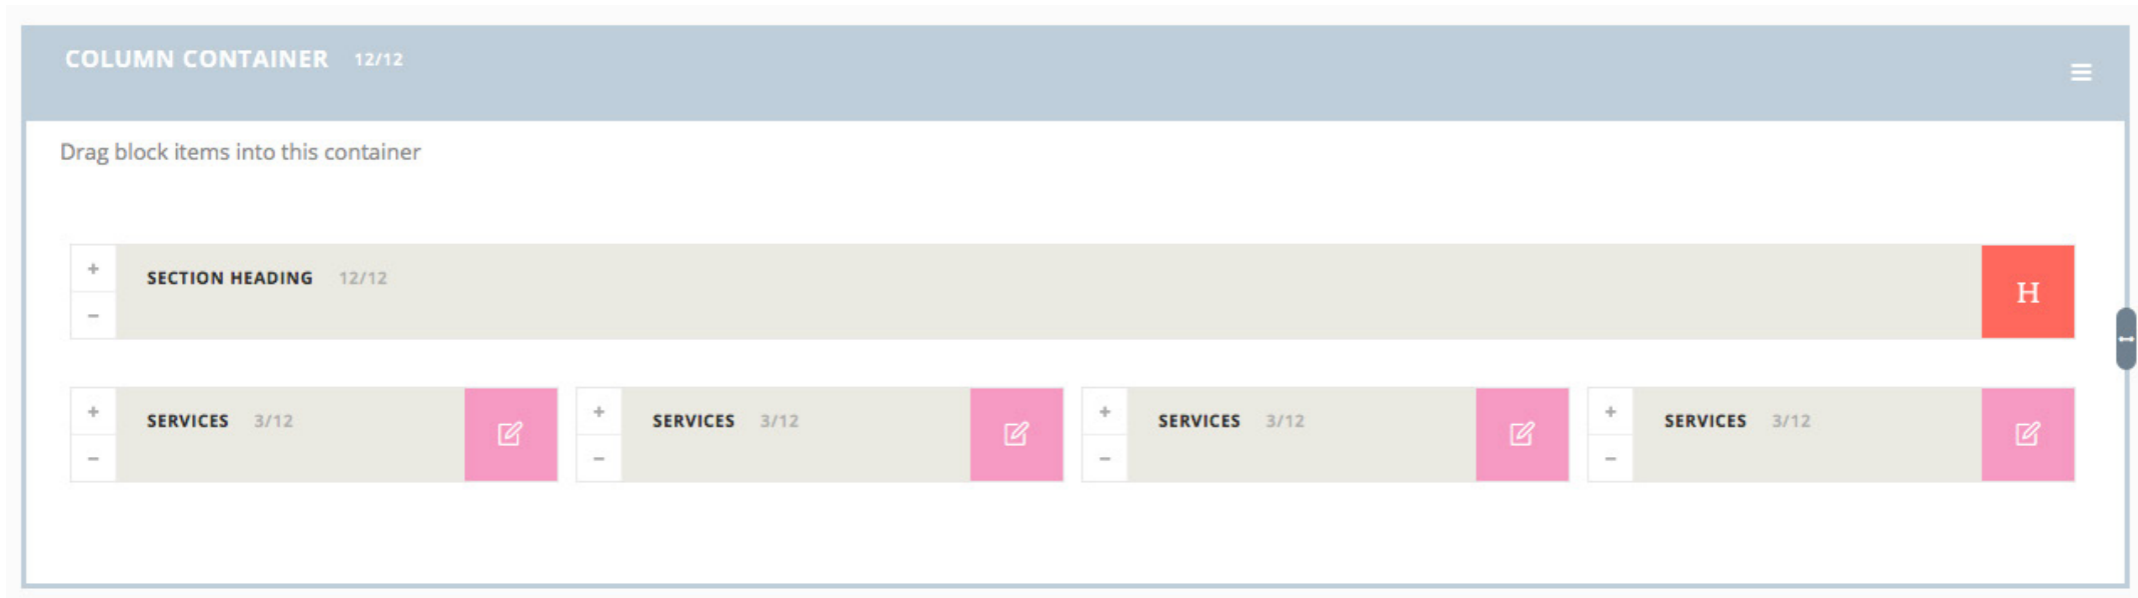 COLUMN CONTAINER 12/12
Drag block items into this container
+
SECTION HEADING 12/12
H
−
+ SERVICES 3/12 + SERVICES 3/12 + SERVICES 3/12 + SERVICES 3/12
− − − −